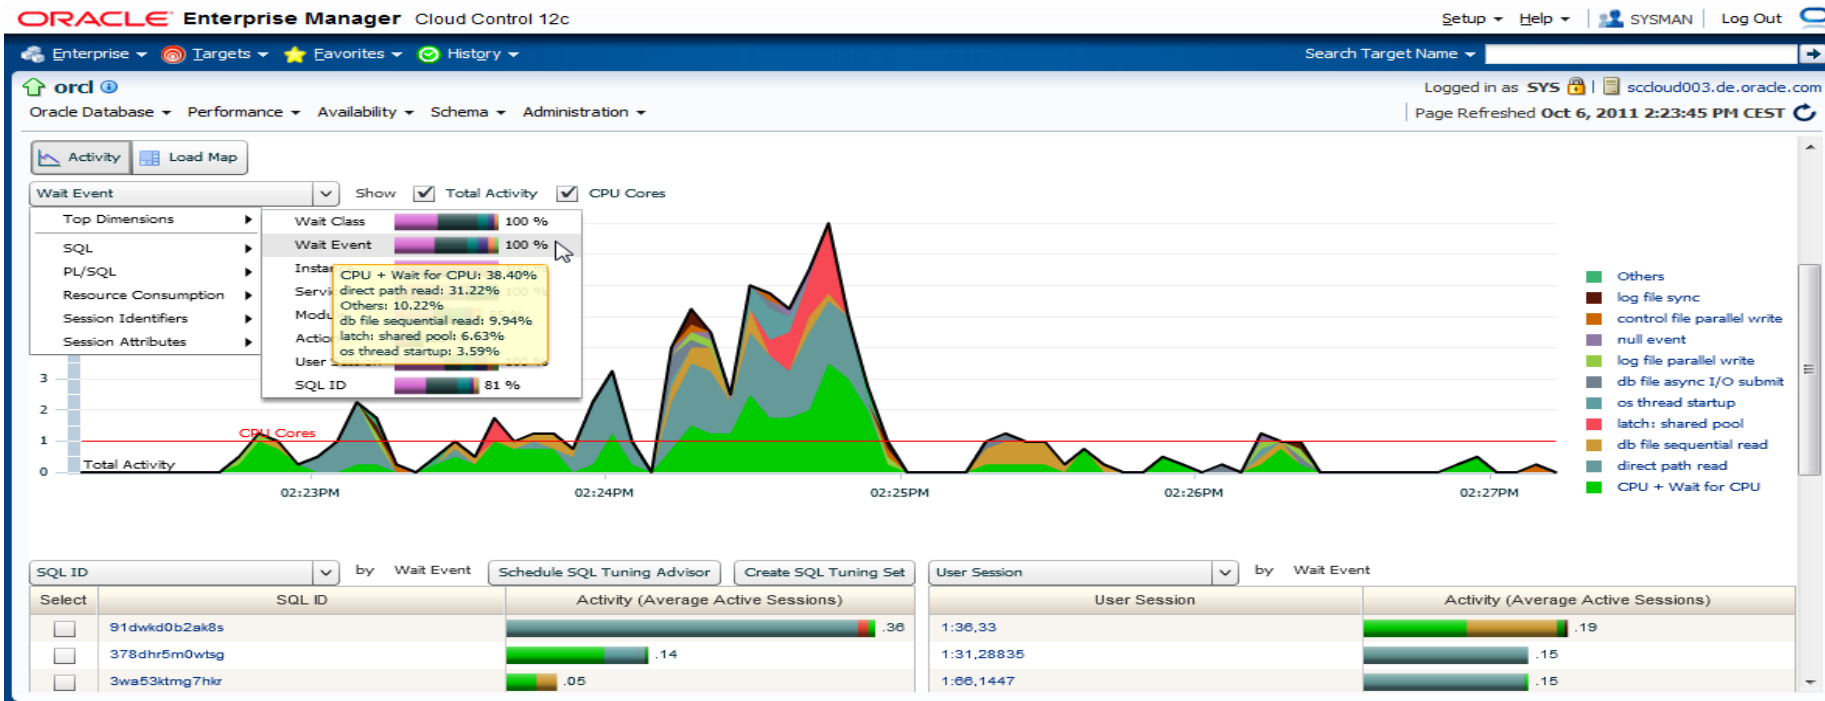 ORACLE Enterprise Manager Cloud Control 12c
Setup Help SYSMAN Log Out
Enterprise Targets Favorites History
Search Target Name
orcl
Logged in as SYS sccloud003.de.oracle.com
Oracle Database Performance Availability Schema Administration
Page Refreshed Oct 6, 2011 2:23:45 PM CEST
Activity Load Map
Wait Event Show Total Activity CPU Cores
Top Dimensions
SQL
PL/SQL
Resource Consumption
Session Identifiers
Session Attributes
Wait Class 100 %
Wait Event 100 %
CPU + Wait for CPU: 38.40%
direct path read: 31.22%
Others: 10.22%
db file sequential read: 9.94%
latch: shared pool: 6.63%
os thread startup: 3.59%
User 100 %
SQL ID 81 %
3
2
1
0
CPU Cores
Total Activity
02:23PM 02:24PM 02:25PM 02:26PM 02:27PM
Others
log file sync
control file parallel write
null event
log file parallel write
db file async I/O submit
os thread startup
latch: shared pool
db file sequential read
direct path read
CPU + Wait for CPU
SQL ID by Wait Event Schedule SQL Tuning Advisor Create SQL Tuning Set
Select SQL ID Activity (Average Active Sessions)
91dwkd0b2ak8s .36
378dhr5m0wtsg .14
3wa53ktmg7hkr .05
User Session by Wait Event
User Session Activity (Average Active Sessions)
1:36,33 .19
1:31,28835 .15
1:66,1447 .15